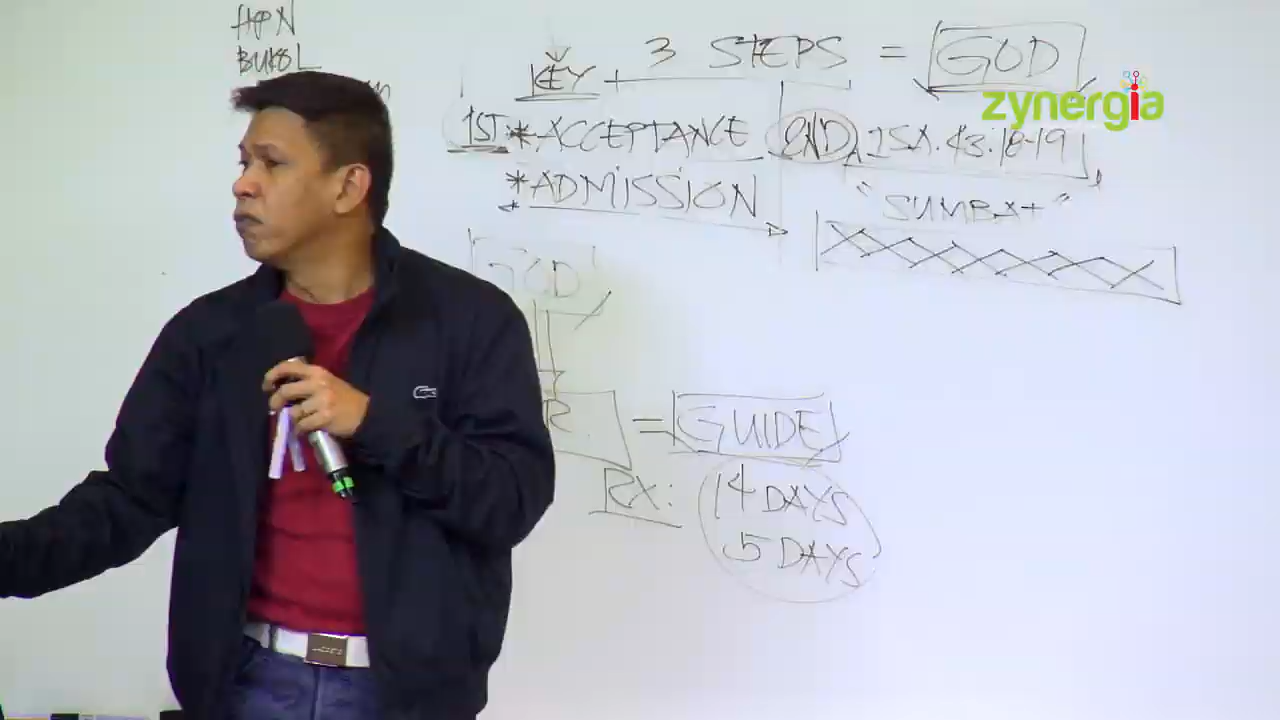 HPN
BUKOL
KEY 3 STEPS = GOD
zynergia
1ST *ACCEPTANCE 2ND ISA. 43:18-19
*ADMISSION "SUMBAT"
GOD
R. = GUIDE
RX: 14 DAYS
5 DAYS